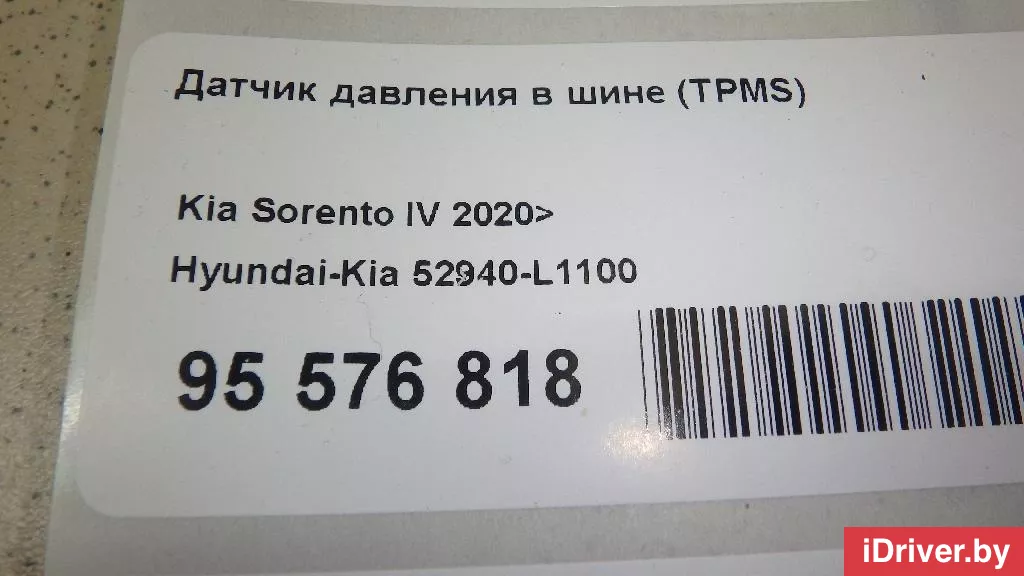 Датчик давления в шине (TPMS)
Kia Sorento IV 2020>
Hyundai-Kia 52940-L1100
95 576 818
iDriver.by